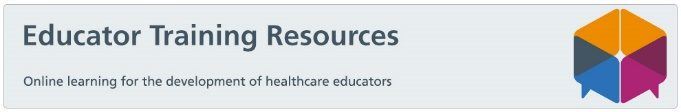 Educator Training Resources
Online learning for the development of healthcare educators